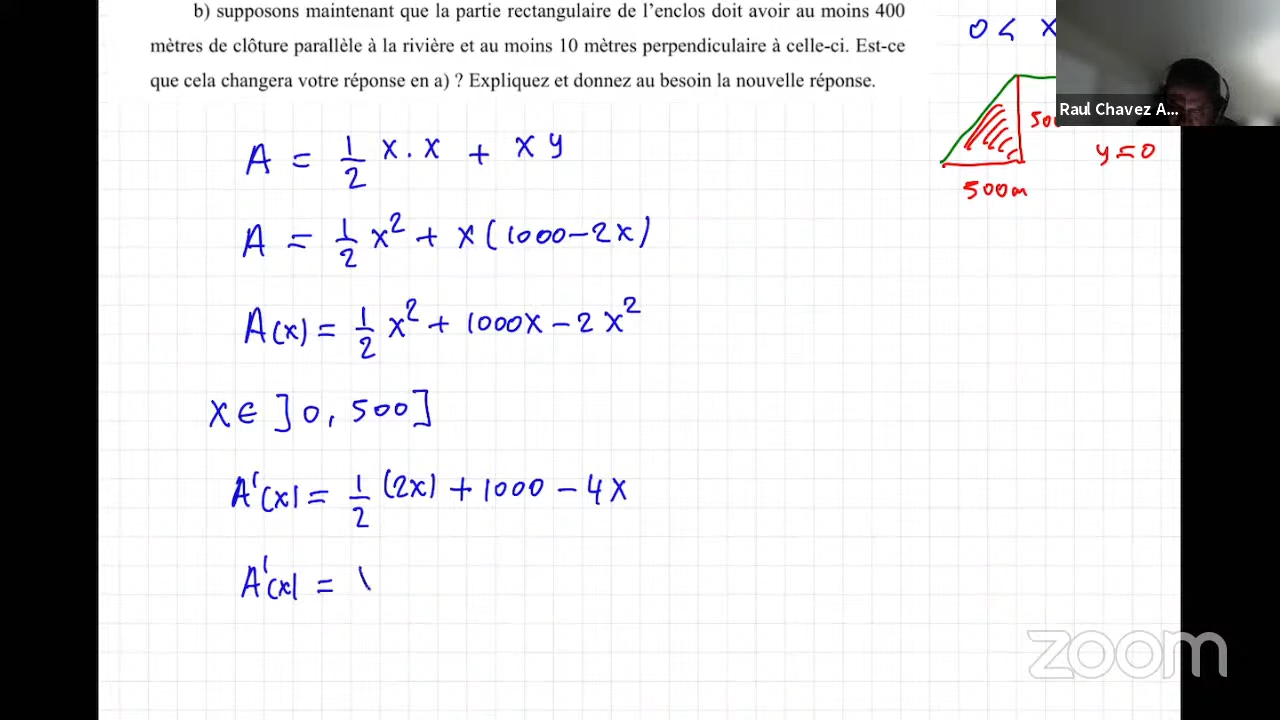 b) supposons maintenant que la partie rectangulaire de l'enclos doit avoir au moins 400
mètres de clôture parallèle à la rivière et au moins 10 mètres perpendiculaire à celle-ci. Est-ce
que cela changera votre réponse en a) ? Expliquez et donnez au besoin la nouvelle réponse.
0 < x
Raul Chavez A...
500m
y = 0
A = 1/2 x . x + x y
A = 1/2 x² + x (1000 - 2x)
A(x) = 1/2 x² + 1000x - 2x²
x ∈ ]0, 500]
A'(x) = 1/2 (2x) + 1000 - 4x
A'(x) =
zoom